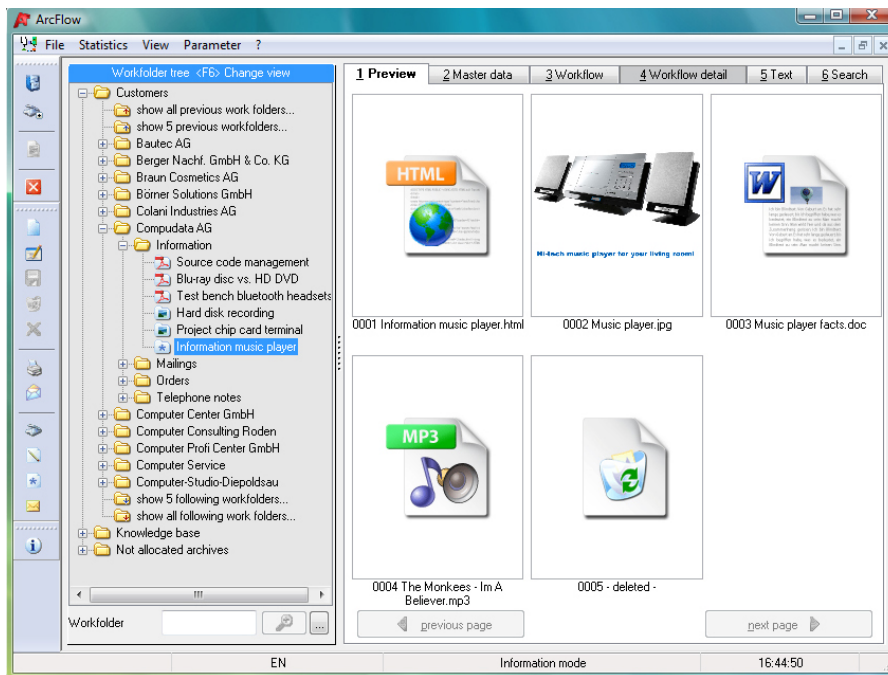 ArcFlow
File Statistics View Parameter ?
Workfolder tree <F6> Change view
Customers
show all previous work folders...
show 5 previous workfolders...
Bautec AG
Berger Nachf. GmbH & Co. KG
Braun Cosmetics AG
Börner Solutions GmbH
Colani Industries AG
Compudata AG
Information
Source code management
Blu-ray disc vs. HD DVD
Test bench bluetooth headsets
Hard disk recording
Project chip card terminal
Information music player
Mailings
Orders
Telephone notes
Computer Center GmbH
Computer Consulting Roden
Computer Profi Center GmbH
Computer Service
Computer-Studio-Diepoldsau
show 5 following workfolders...
show all following work folders...
Knowledge base
Not allocated archives
Workfolder
...
1 Preview 2 Master data 3 Workflow 4 Workflow detail 5 Text 6 Search
HTML
Hi-tech music player for your living room!
W
0001 Information music player.html 0002 Music player.jpg 0003 Music player facts.doc
MP3
0004 The Monkees - Im A
Believer.mp3
0005 - deleted -
previous page next page
EN Information mode 16:44:50